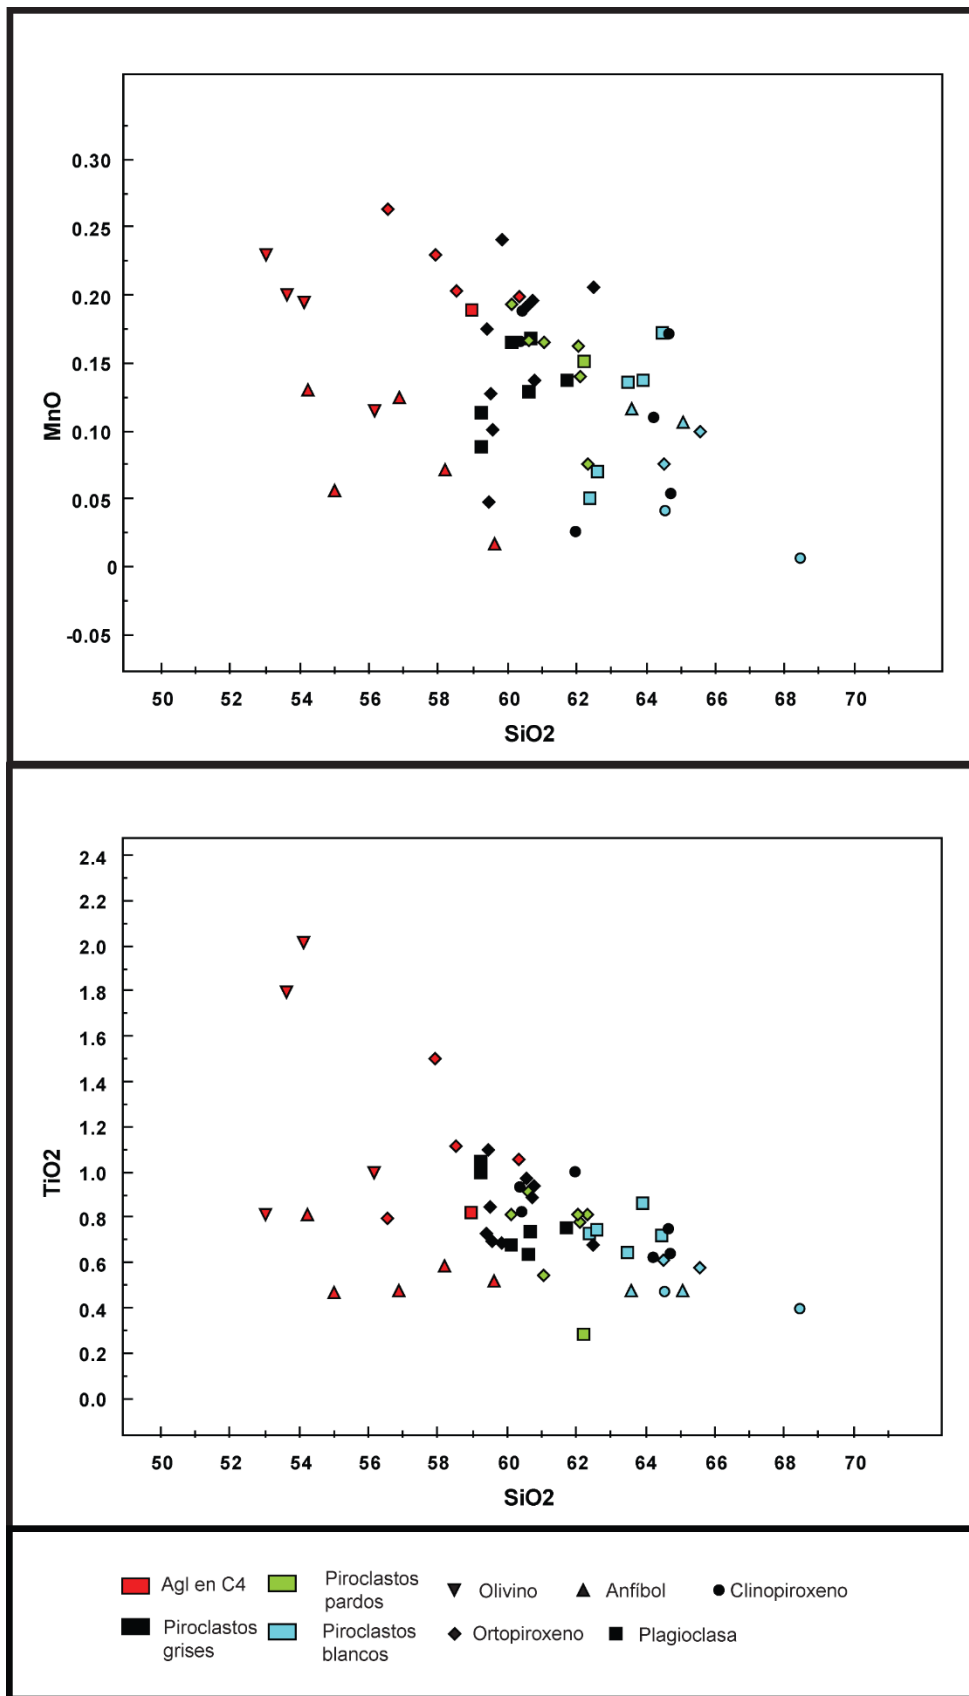 0.30
0.25
0.20
0.15
0.10
0.05
0
-0.05
MnO
50 52 54 56 58 60 62 64 66 68 70
SiO2
2.4
2.2
2.0
1.8
1.6
1.4
1.2
1.0
0.8
0.6
0.4
0.2
0.0
TiO2
50 52 54 56 58 60 62 64 66 68 70
SiO2
Agl en C4
Piroclastos
pardos
Olivino
Anfíbol
Clinopiroxeno
Piroclastos
grises
Piroclastos
blancos
Ortopiroxeno
Plagioclasa